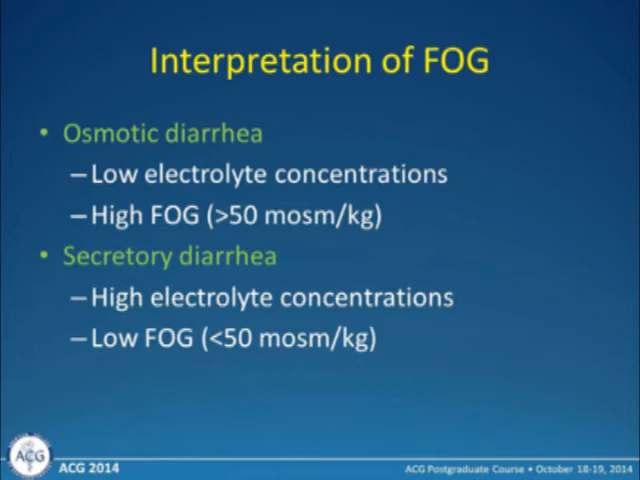 Interpretation of FOG
• Osmotic diarrhea
–Low electrolyte concentrations
–High FOG (>50 mosm/kg)
• Secretory diarrhea
–High electrolyte concentrations
–Low FOG (<50 mosm/kg)
ACG
ACG 2014
ACG Postgraduate Course • October 18-19, 2014